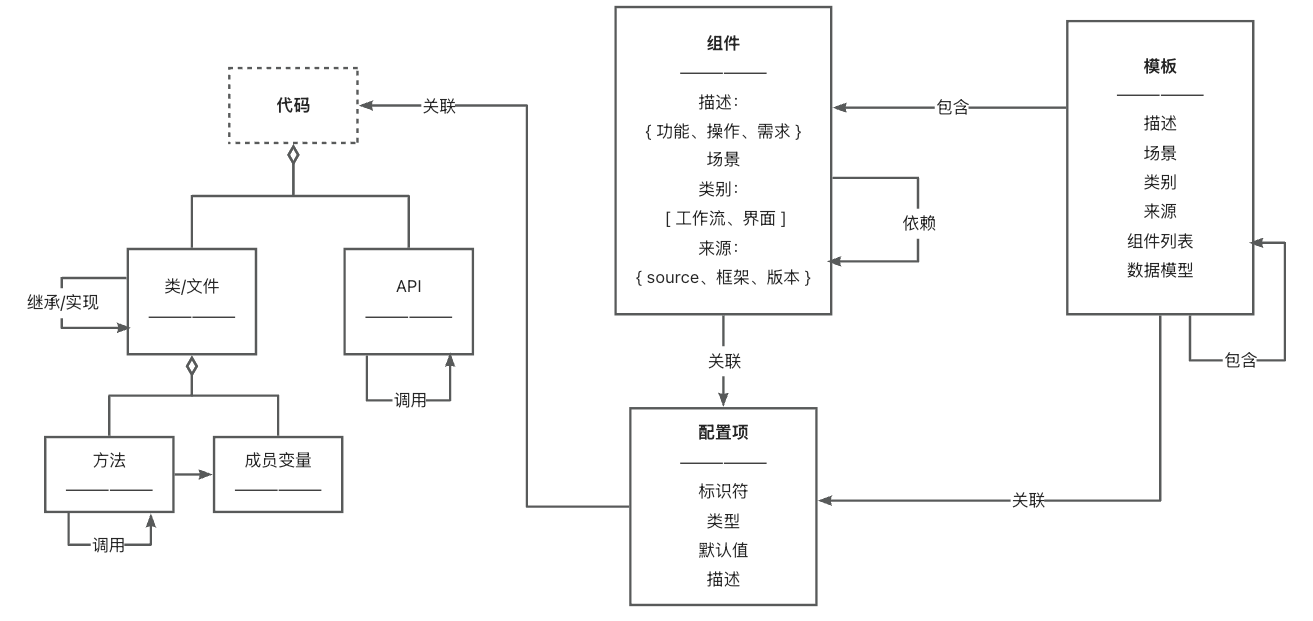 代码
关联
类/文件
继承/实现
API
调用
方法
成员变量
调用
组件
描述:
{ 功能、操作、需求 }
场景
类别:
[ 工作流、界面 ]
来源:
{ source、框架、版本 }
依赖
关联
配置项
标识符
类型
默认值
描述
包含
模板
描述
场景
类别
来源
组件列表
数据模型
包含
关联